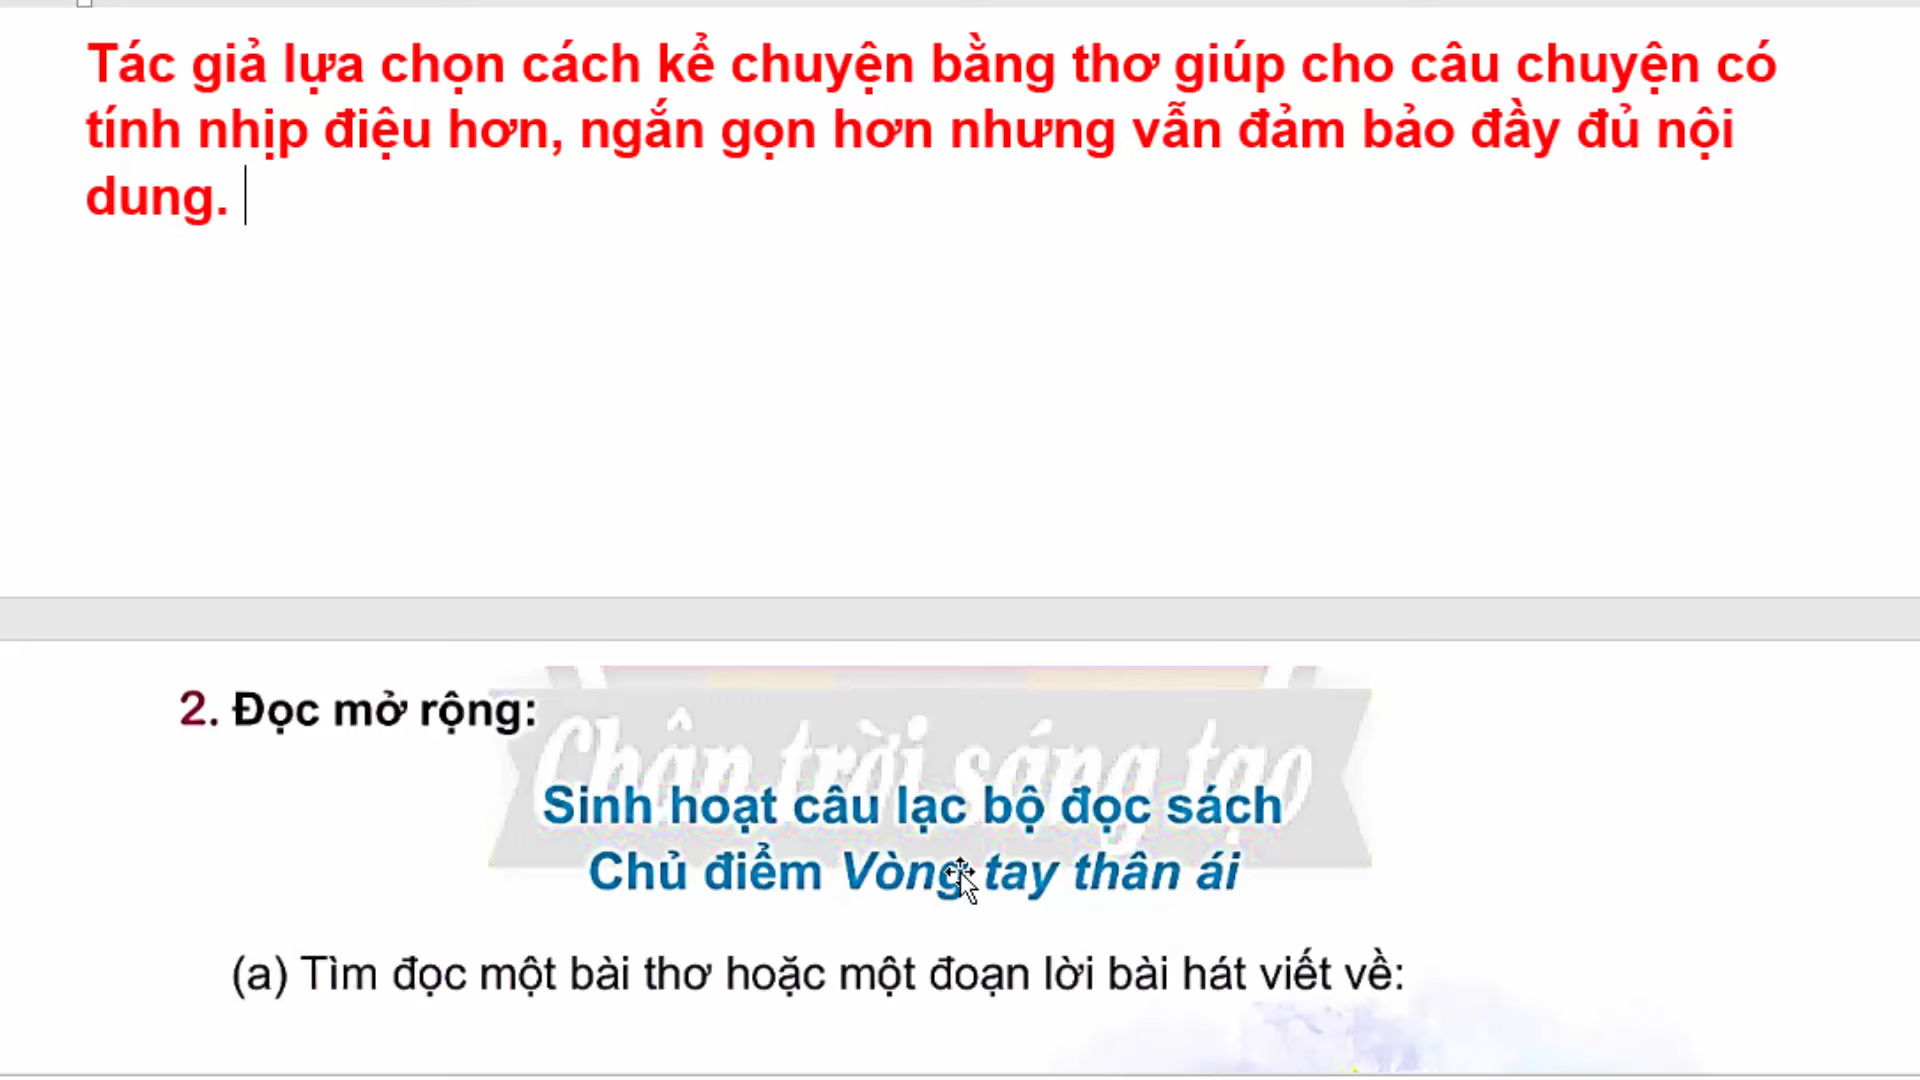 Tác giả lựa chọn cách kể chuyện bằng thơ giúp cho câu chuyện có
tính nhịp điệu hơn, ngắn gọn hơn nhưng vẫn đảm bảo đầy đủ nội
dung.
2. Đọc mở rộng:
Chân trời sáng tạo
Sinh hoạt câu lạc bộ đọc sách
Chủ điểm Vòng tay thân ái
(a) Tìm đọc một bài thơ hoặc một đoạn lời bài hát viết về: